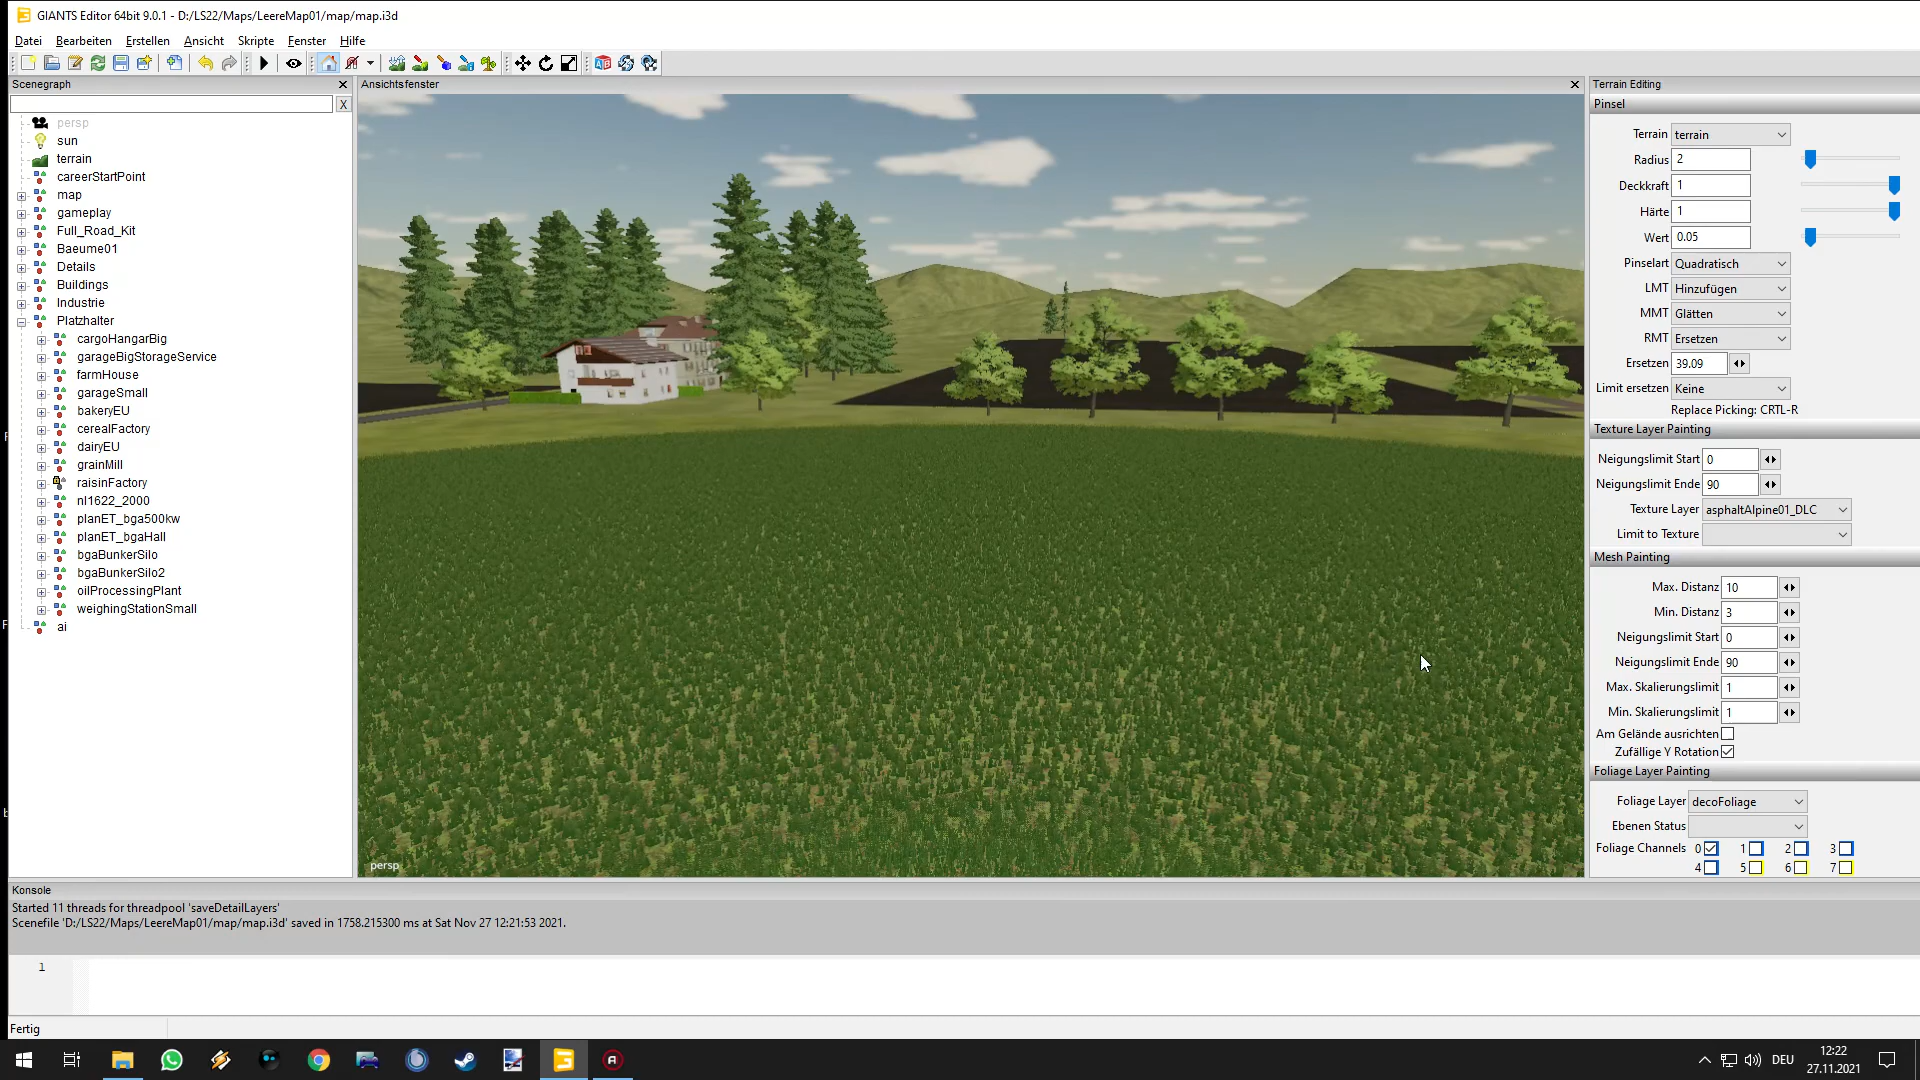 GIANTS Editor 64bit 9.0.1 - D:/LS22/Maps/LeereMap01/map/map.i3d
Datei Bearbeiten Erstellen Ansicht Skripte Fenster Hilfe
Scenegraph
X
persp
sun
terrain
careerStartPoint
map
gameplay
Full_Road_Kit
Baeume01
Details
Buildings
Industrie
Platzhalter
cargoHangarBig
garageBigStorageService
farmHouse
garageSmall
bakeryEU
cerealFactory
dairyEU
grainMill
raisinFactory
nl1622_2000
planET_bga500kw
planET_bgaHall
bgaBunkerSilo
bgaBunkerSilo2
oilProcessingPlant
weighingStationSmall
ai
Ansichtsfenster
persp
Terrain Editing
Pinsel
Terrain terrain
Radius 2
Deckkraft 1
Härte 1
Wert 0.05
Pinselart Quadratisch
LMT Hinzufügen
MMT Glätten
RMT Ersetzen
Ersetzen 39.09
Limit ersetzen Keine
Replace Picking: CRTL-R
Texture Layer Painting
Neigungslimit Start 0
Neigungslimit Ende 90
Texture Layer asphaltAlpine01_DLC
Limit to Texture
Mesh Painting
Max. Distanz 10
Min. Distanz 3
Neigungslimit Start 0
Neigungslimit Ende 90
Max. Skalierungslimit 1
Min. Skalierungslimit 1
Am Gelände ausrichten
Zufällige Y Rotation
Foliage Layer Painting
Foliage Layer decoFoliage
Ebenen Status
Foliage Channels 0 1 2 3
4 5 6 7
Konsole
Started 11 threads for threadpool 'saveDetailLayers'
Scenefile 'D:/LS22/Maps/LeereMap01/map/map.i3d' saved in 1758.215300 ms at Sat Nov 27 12:21:53 2021.
1
Fertig
DEU
12:22
27.11.2021